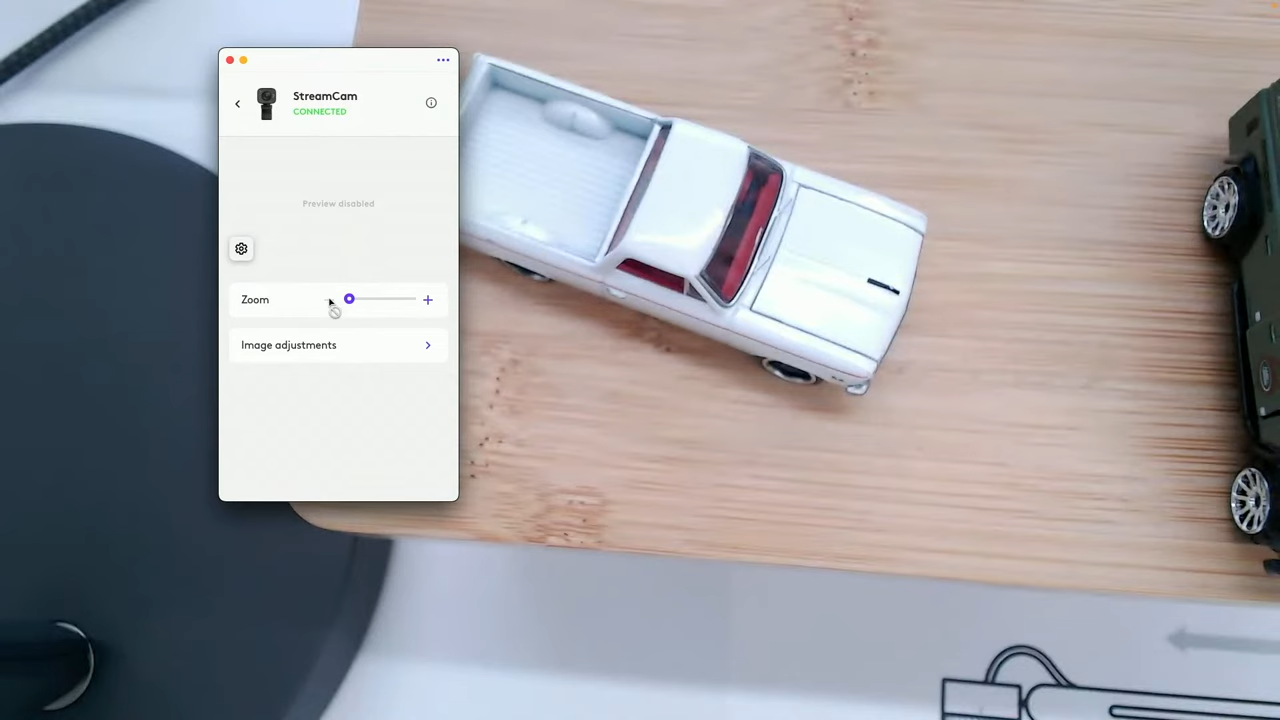 StreamCam
CONNECTED
Preview disabled
Zoom
Image adjustments